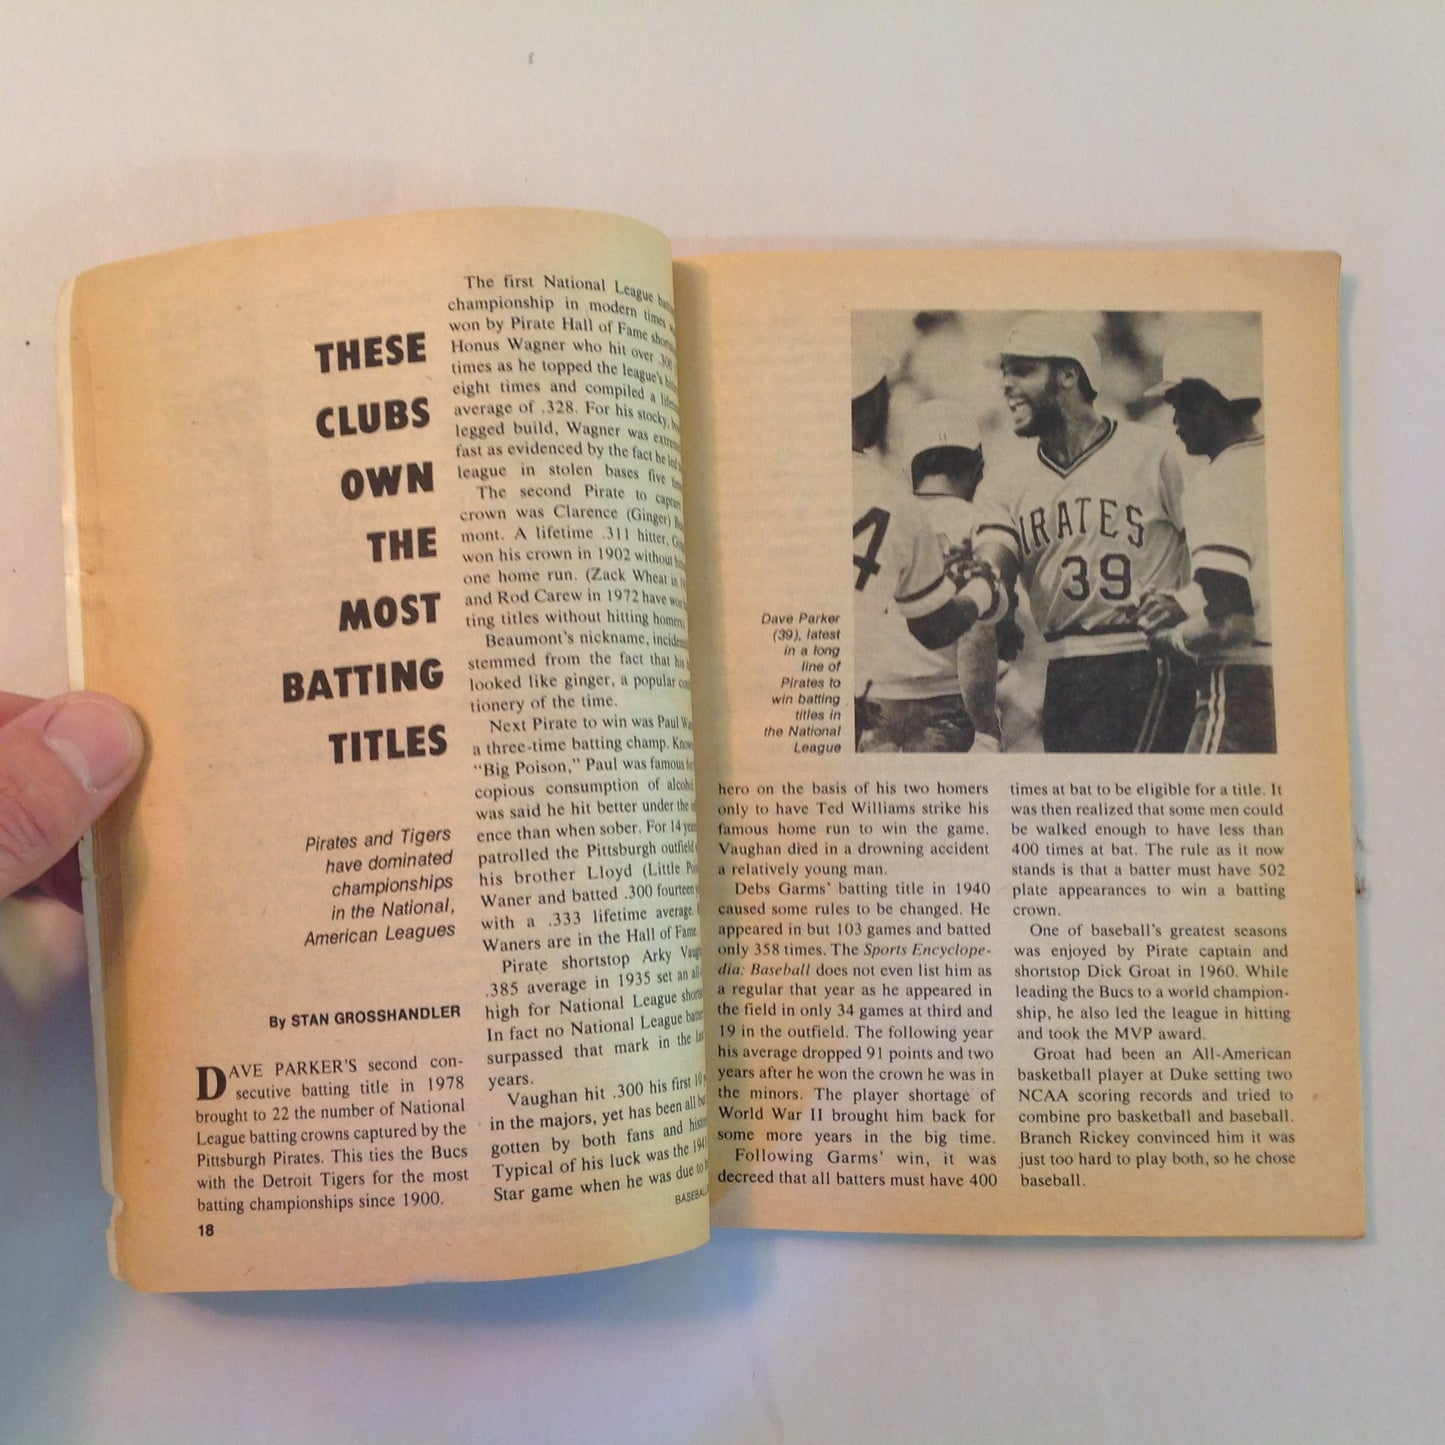 THESE
CLUBS
OWN
THE
MOST
BATTING
TITLES
Pirates and Tigers
have dominated
championships
in the National,
American Leagues
By STAN GROSSHANDLER
DAVE PARKER'S second con-
secutive batting title in 1978
brought to 22 the number of National
League batting crowns captured by the
Pittsburgh Pirates. This ties the Bucs
with the Detroit Tigers for the most
batting championships since 1900.
18
The first National League
championship in modern times
won by Pirate Hall of Fame
Honus Wagner who hit over .300
times as he topped the league's
eight times and compiled a
average of .328. For his stocky,
legged build, Wagner was
fast as evidenced by the fact he led
league in stolen bases five
The second Pirate to
crown was Clarence (Ginger)
mont. A lifetime .311 hitter,
won his crown in 1902 without
one home run. (Zack Wheat in
and Rod Carew in 1972 have won
ting titles without hitting
Beaumont's nickname,
stemmed from the fact that his
looked like ginger, a popular
tionery of the time.
Next Pirate to win was Paul
a three-time batting champ.
"Big Poison," Paul was famous
copious consumption of
was said he hit better under the
ence than when sober. For 14
patrolled the Pittsburgh outfield
his brother Lloyd (Little
Waner and batted .300 fourteen
with a .333 lifetime average.
Waners are in the Hall of Fame.
Pirate shortstop Arky
.385 average in 1935 set an
high for National League
In fact no National League
surpassed that mark in the
years.
Vaughan hit .300 his first 10
in the majors, yet has been all
gotten by both fans and
Typical of his luck was the 1941
Star game when he was due to
Dave Parker
(39), latest
in a long
line of
Pirates to
win batting
titles in
the National
League
PIRATES
39
4
hero on the basis of his two homers
only to have Ted Williams strike his
famous home run to win the game.
Vaughan died in a drowning accident
a relatively young man.
Debs Garms' batting title in 1940
caused some rules to be changed. He
appeared in but 103 games and batted
only 358 times. The Sports Encyclope-
dia: Baseball does not even list him as
a regular that year as he appeared in
the field in only 34 games at third and
19 in the outfield. The following year
his average dropped 91 points and two
years after he won the crown he was in
the minors. The player shortage of
World War II brought him back for
some more years in the big time.
Following Garms' win, it was
decreed that all batters must have 400
times at bat to be eligible for a title. It
was then realized that some men could
be walked enough to have less than
400 times at bat. The rule as it now
stands is that a batter must have 502
plate appearances to win a batting
crown.
One of baseball's greatest seasons
was enjoyed by Pirate captain and
shortstop Dick Groat in 1960. While
leading the Bucs to a world champion-
ship, he also led the league in hitting
and took the MVP award.
Groat had been an All-American
basketball player at Duke setting two
NCAA scoring records and tried to
combine pro basketball and baseball.
Branch Rickey convinced him it was
just too hard to play both, so he chose
baseball.